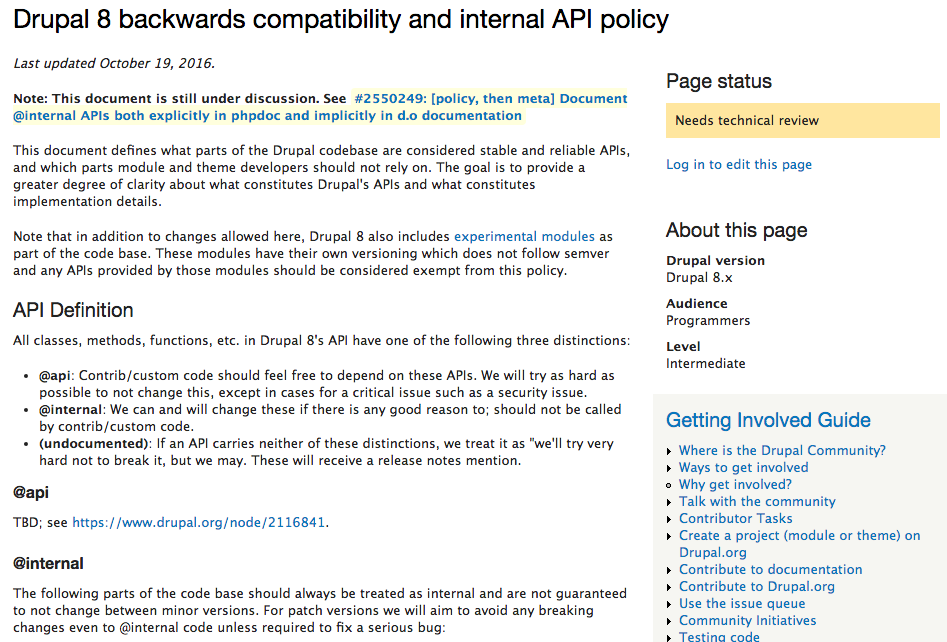 Drupal 8 backwards compatibility and internal API policy
Last updated October 19, 2016.
Note: This document is still under discussion. See #2550249: [policy, then meta] Document
@internal APIs both explicitly in phpdoc and implicitly in d.o documentation
This document defines what parts of the Drupal codebase are considered stable and reliable APIs,
and which parts module and theme developers should not rely on. The goal is to provide a
greater degree of clarity about what constitutes Drupal's APIs and what constitutes
implementation details.
Note that in addition to changes allowed here, Drupal 8 also includes experimental modules as
part of the code base. These modules have their own versioning which does not follow semver
and any APIs provided by those modules should be considered exempt from this policy.
API Definition
All classes, methods, functions, etc. in Drupal 8's API have one of the following three distinctions:
• @api: Contrib/custom code should feel free to depend on these APIs. We will try as hard as
possible to not change this, except in cases for a critical issue such as a security issue.
• @internal: We can and will change these if there is any good reason to; should not be called
by contrib/custom code.
• (undocumented): If an API carries neither of these distinctions, we treat it as "we'll try very
hard not to break it, but we may. These will receive a release notes mention.
@api
TBD; see https://www.drupal.org/node/2116841.
@internal
The following parts of the code base should always be treated as internal and are not guaranteed
to not change between minor versions. For patch versions we will aim to avoid any breaking
changes even to @internal code unless required to fix a serious bug:
Page status
Needs technical review
Log in to edit this page
About this page
Drupal version
Drupal 8.x
Audience
Programmers
Level
Intermediate
Getting Involved Guide
Where is the Drupal Community?
Ways to get involved
Why get involved?
Talk with the community
Contributor Tasks
Create a project (module or theme) on
Drupal.org
Contribute to documentation
Contribute to Drupal.org
Use the issue queue
Community Initiatives
Testing code